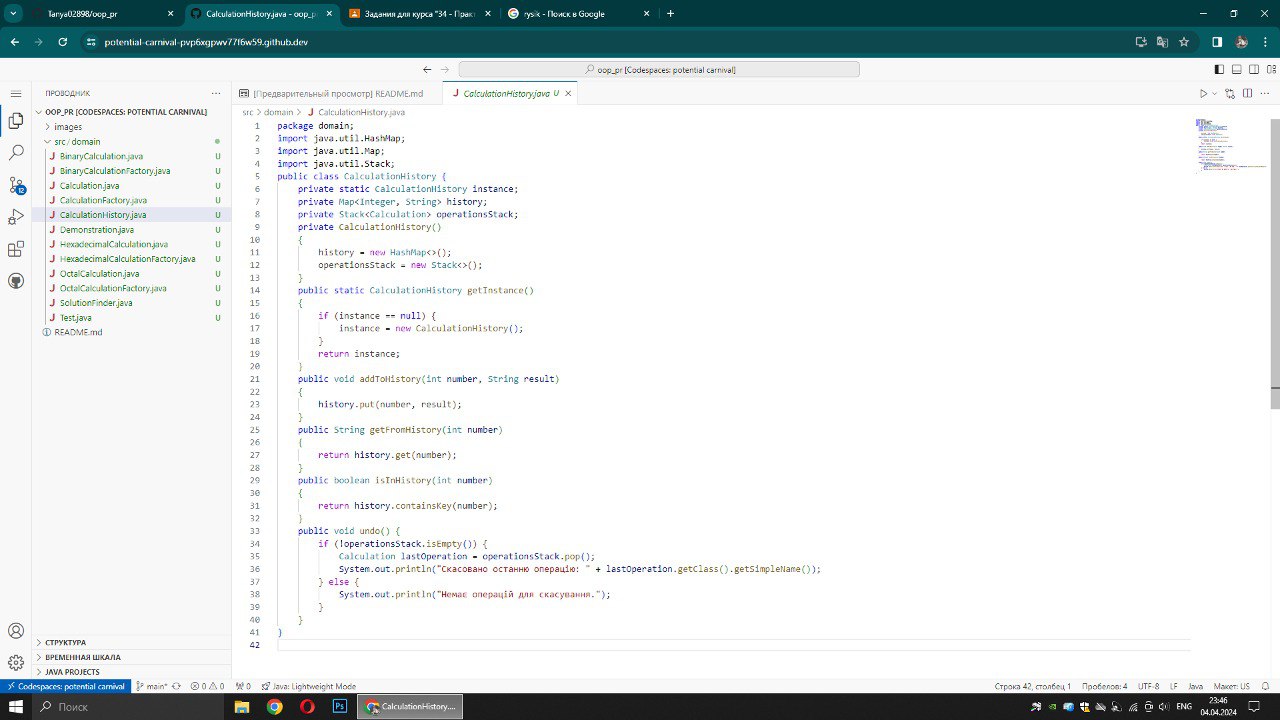 Tanya02898/oop_pr
CalculationHistory.java - oop_p
Задания для курса "34 - Практ
rysik - Поиск в Google
potential-carnival-pvp6xgpwv77f6w59.github.dev
oop_pr [Codespaces: potential carnival]
ПРОВОДНИК
[Предварительный просмотр] README.md
CalculationHistory.java U
OOP_PR [CODESPACES: POTENTIAL CARNIVAL]
images
src / domain
BinaryCalculation.java U
BinaryCalculationFactory.java U
Calculation.java U
CalculationFactory.java U
CalculationHistory.java U
Demonstration.java U
HexadecimalCalculation.java U
HexadecimalCalculationFactory.java U
OctalCalculation.java U
OctalCalculationFactory.java U
SolutionFinder.java U
Test.java U
README.md
СТРУКТУРА
ВРЕМЕННАЯ ШКАЛА
JAVA PROJECTS
12
src > domain > CalculationHistory.java
1 package domain;
2 import java.util.HashMap;
3 import java.util.Map;
4 import java.util.Stack;
5 public class CalculationHistory {
6 private static CalculationHistory instance;
7 private Map<Integer, String> history;
8 private Stack<Calculation> operationsStack;
9 private CalculationHistory()
10 {
11 history = new HashMap<>();
12 operationsStack = new Stack<>();
13 }
14 public static CalculationHistory getInstance()
15 {
16 if (instance == null) {
17 instance = new CalculationHistory();
18 }
19 return instance;
20 }
21 public void addToHistory(int number, String result)
22 {
23 history.put(number, result);
24 }
25 public String getFromHistory(int number)
26 {
27 return history.get(number);
28 }
29 public boolean isInHistory(int number)
30 {
31 return history.containsKey(number);
32 }
33 public void undo() {
34 if (!operationsStack.isEmpty()) {
35 Calculation lastOperation = operationsStack.pop();
36 System.out.println("Скасовано останню операцію: " + lastOperation.getClass().getSimpleName());
37 } else {
38 System.out.println("Немає операцій для скасування.");
39 }
40 }
41 }
42
Codespaces: potential carnival
main*
0 0
0
Java: Lightweight Mode
Строка 42, столбец 1
Пробелов: 4
UTF-8
LF
Java
Макет: US
Поиск
CalculationHistory....
ENG
23:46
04.04.2024